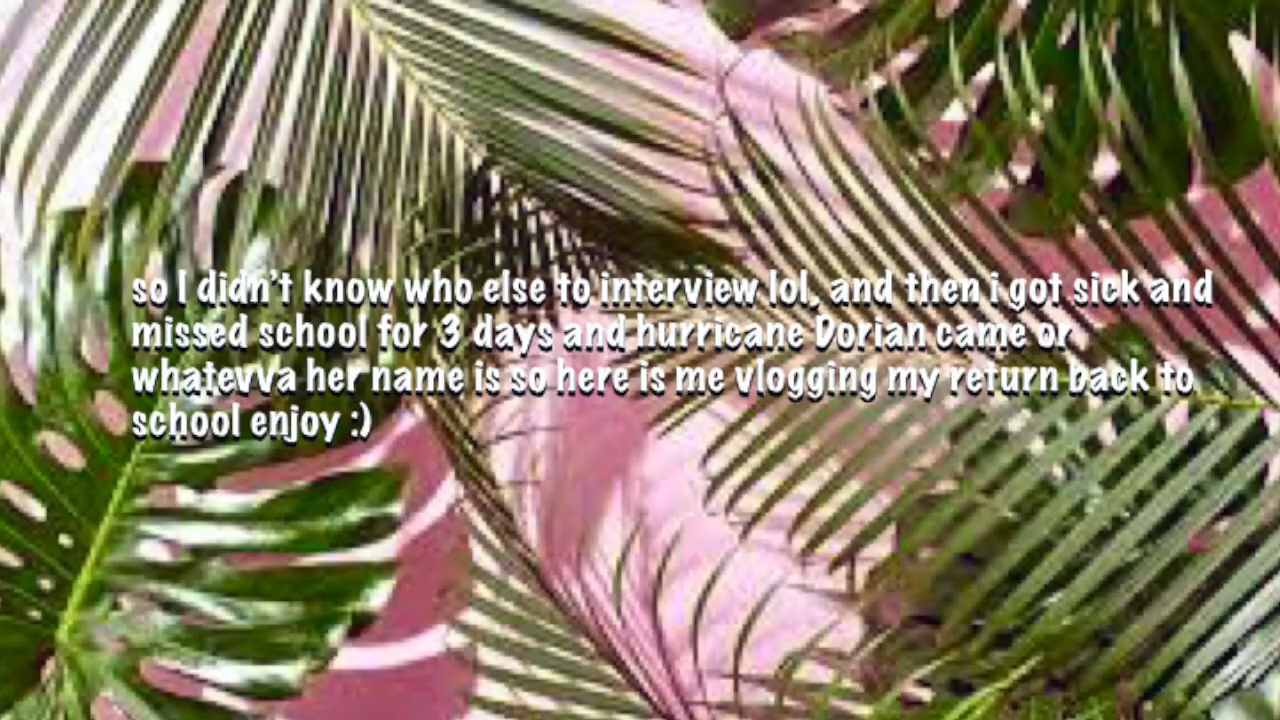 so I didn't know who else to interview lol, and then i got sick and
missed school for 3 days and hurricane Dorian came or
whatevva her name is so here is me vlogging my return back to
school enjoy :)